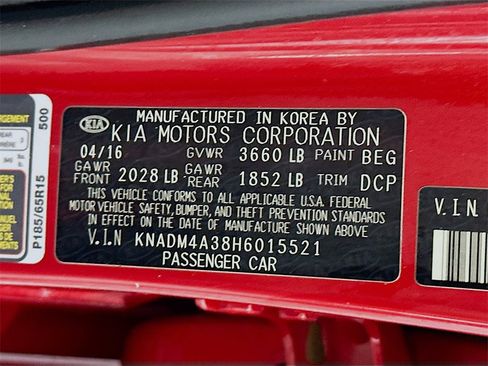 MANUFACTURED IN KOREA BY
KIA KIA MOTORS CORPORATION
04/16 GVWR 3660 LB PAINT BEG
GAWR FRONT 2028 LB GAWR REAR 1852 LB TRIM DCP
THIS VEHICLE CONFORMS TO ALL APPLICABLE U.S.A. FEDERAL
MOTOR VEHICLE SAFETY, BUMPER, AND THEFT PREVENTION STANDARDS
IN EFFECT ON THE DATE OF MANUFACTURE SHOWN ABOVE
V.I.N KNADM4A38H6015521
PASSENGER CAR
500
P185/65R15
REAR
V.I.N.